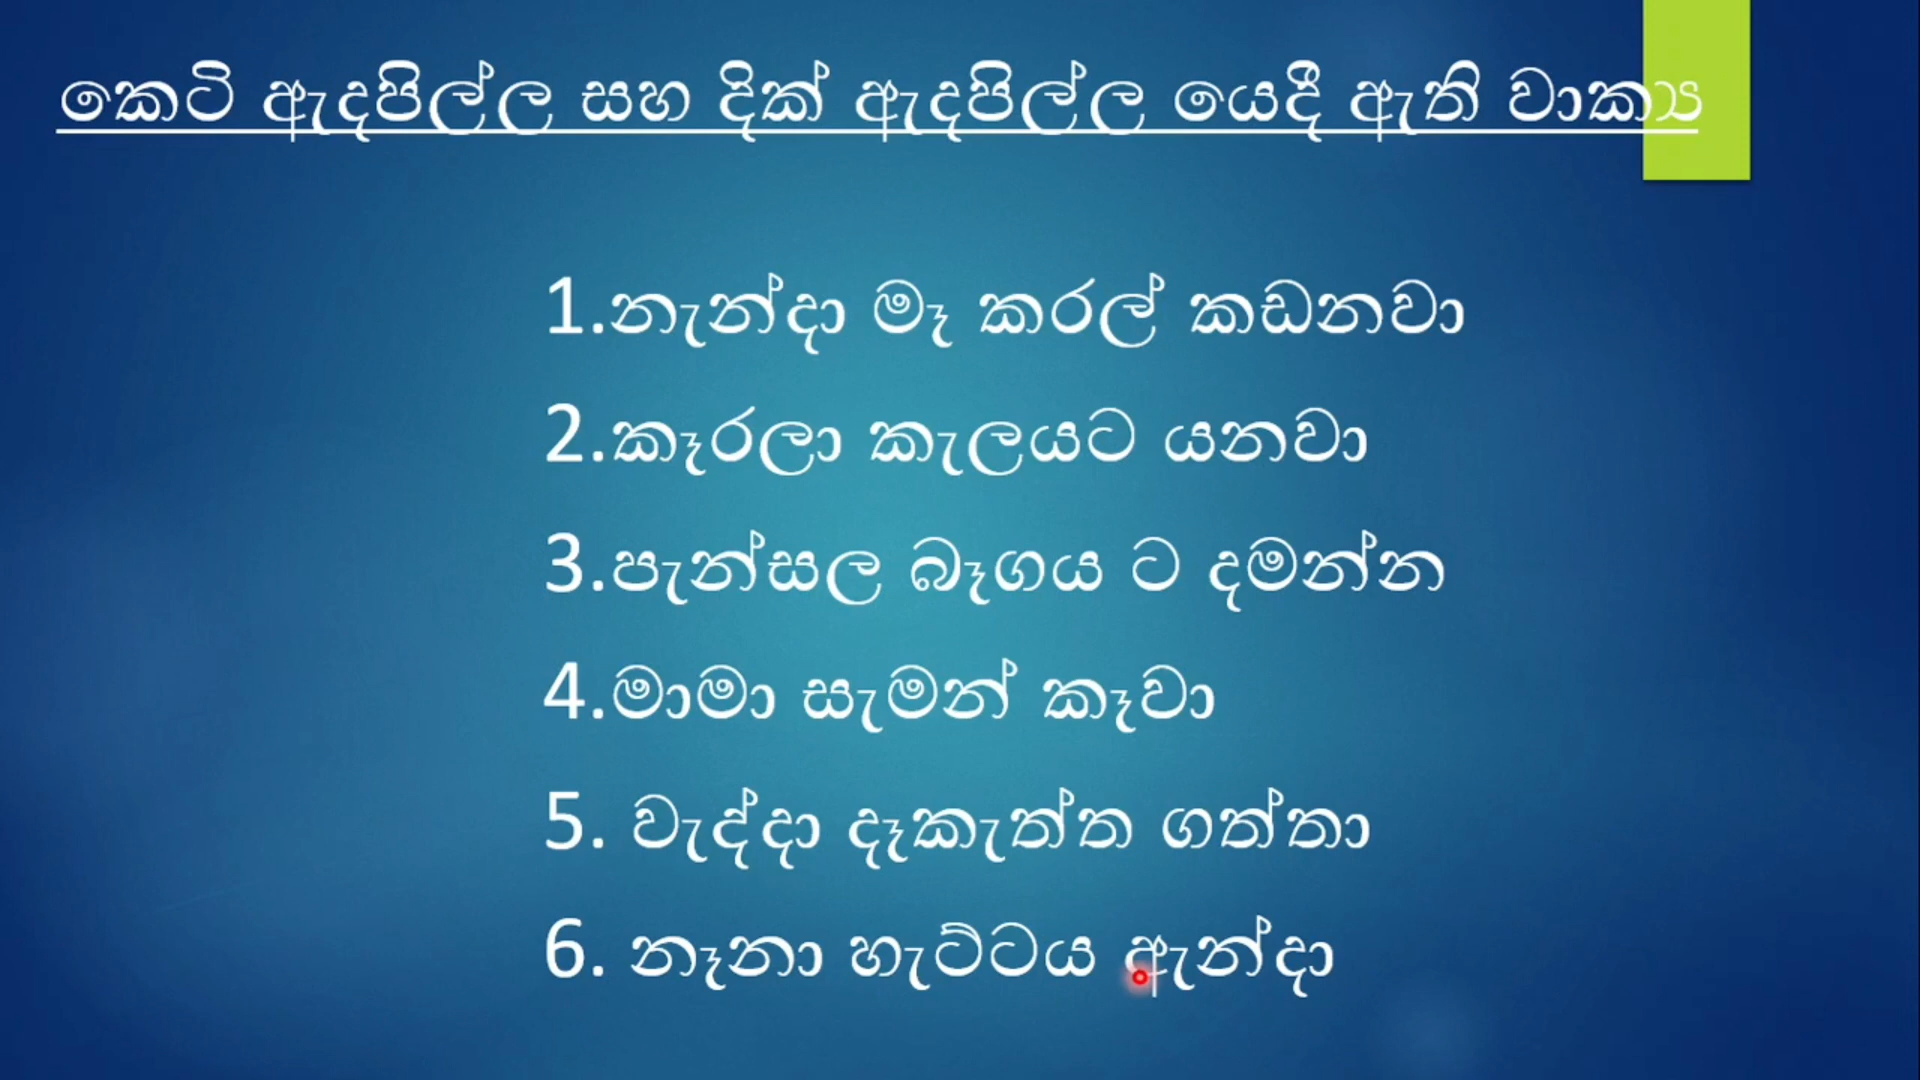 කෙටි ඇදපිල්ල සහ දික් ඇදපිල්ල යෙදී ඇති වාක්‍ය
1.නැන්දා මෑ කරල් කඩනවා
2.කෑරලා කැලයට යනවා
3.පැන්සල බෑගය ට දමන්න
4.මාමා සැමන් කෑවා
5. වැද්දා දෑකැත්ත ගත්තා
6. නෑනා හැට්ටය ඇන්දා